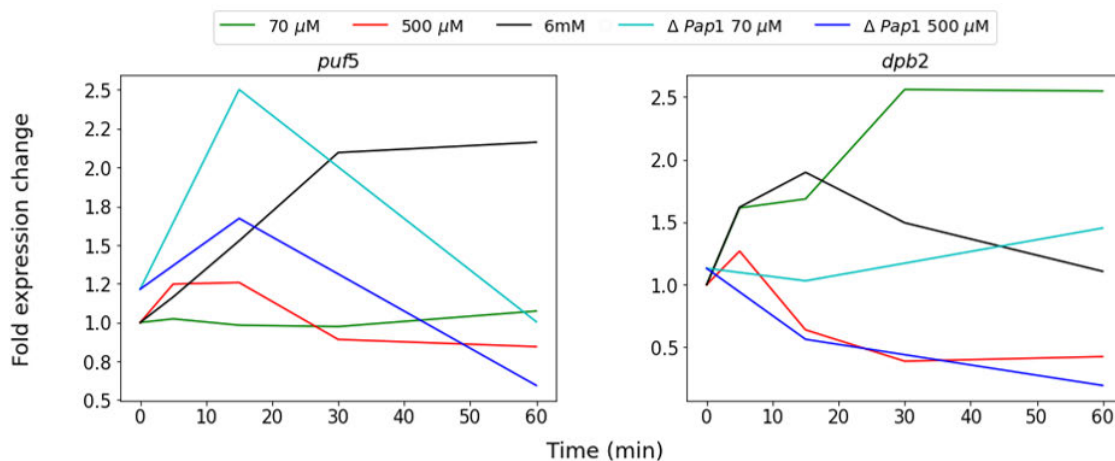 70 μM 500 μM 6mM Δ Pap1 70 μM Δ Pap1 500 μM
puf5 dpb2
Fold expression change
2.5
2.2
2.0
1.8
1.5
1.2
1.0
0.8
0.5
0 10 20 30 40 50 60
2.5
2.0
1.5
1.0
0.5
0 10 20 30 40 50 60
Time (min)